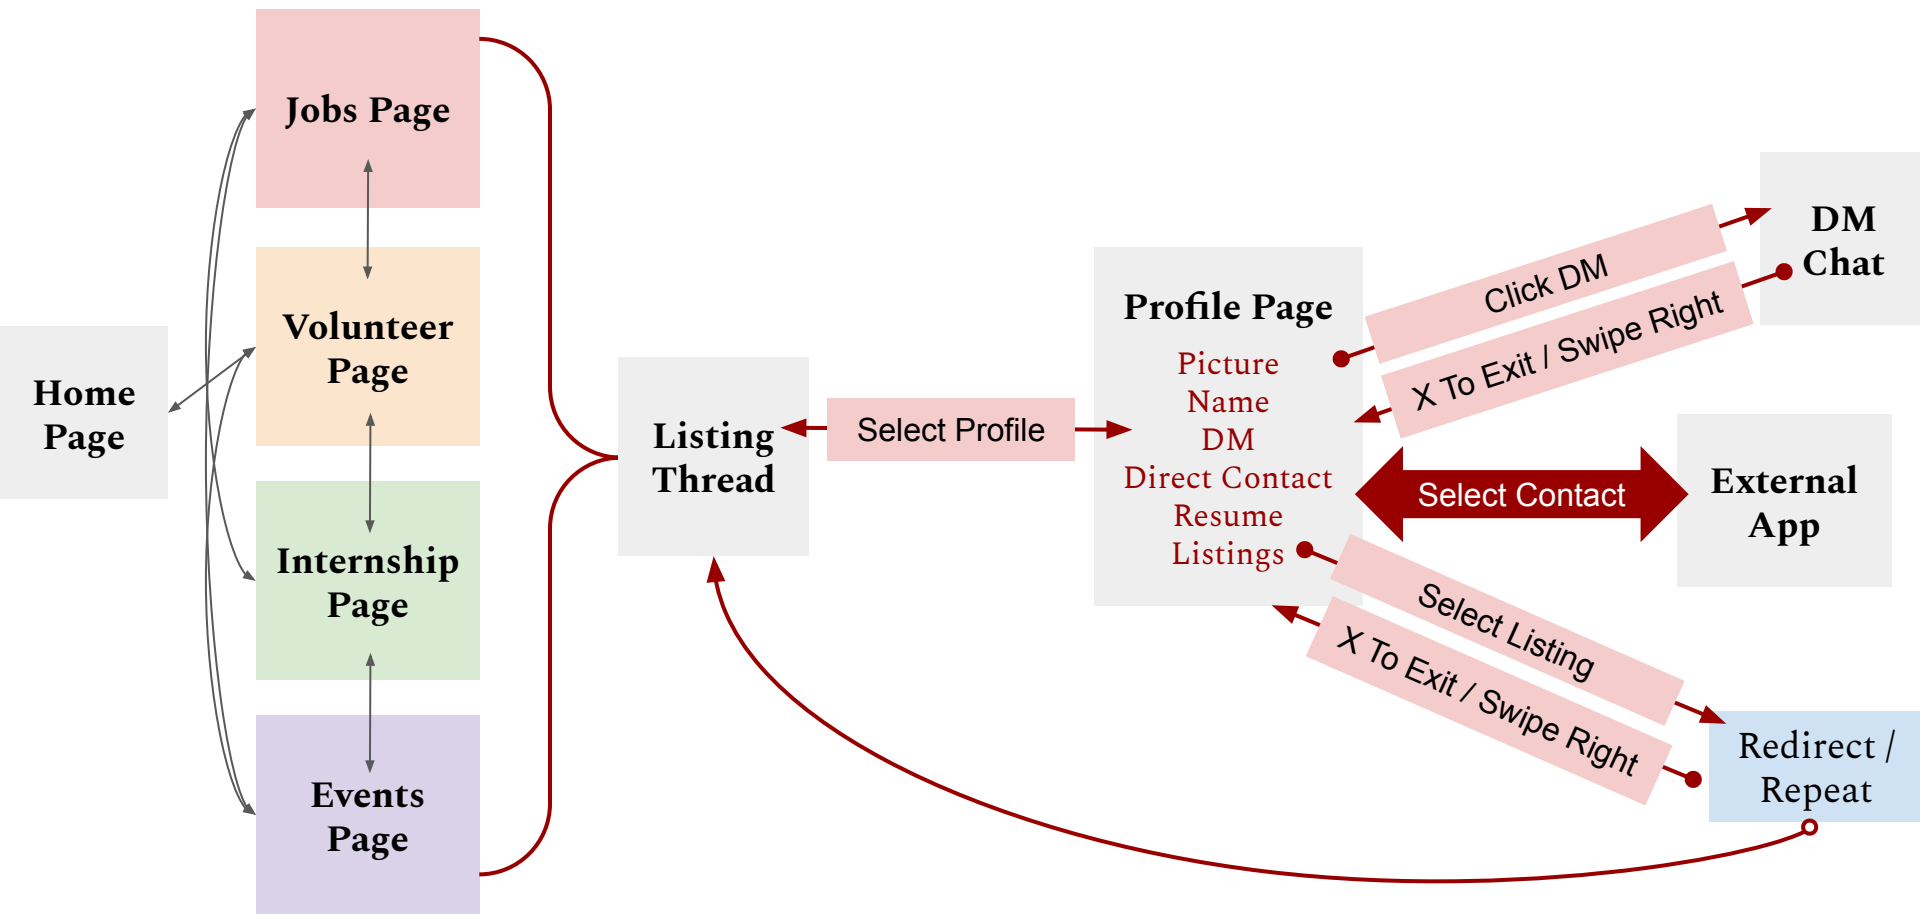 Jobs Page
Volunteer
Page
Home
Page
Internship
Page
Events
Page
Listing
Thread
Select Profile
Profile Page
Picture
Name
DM
Direct Contact
Resume
Listings
Click DM
X To Exit / Swipe Right
DM
Chat
Select Contact
External
App
Select Listing
X To Exit / Swipe Right
Redirect /
Repeat